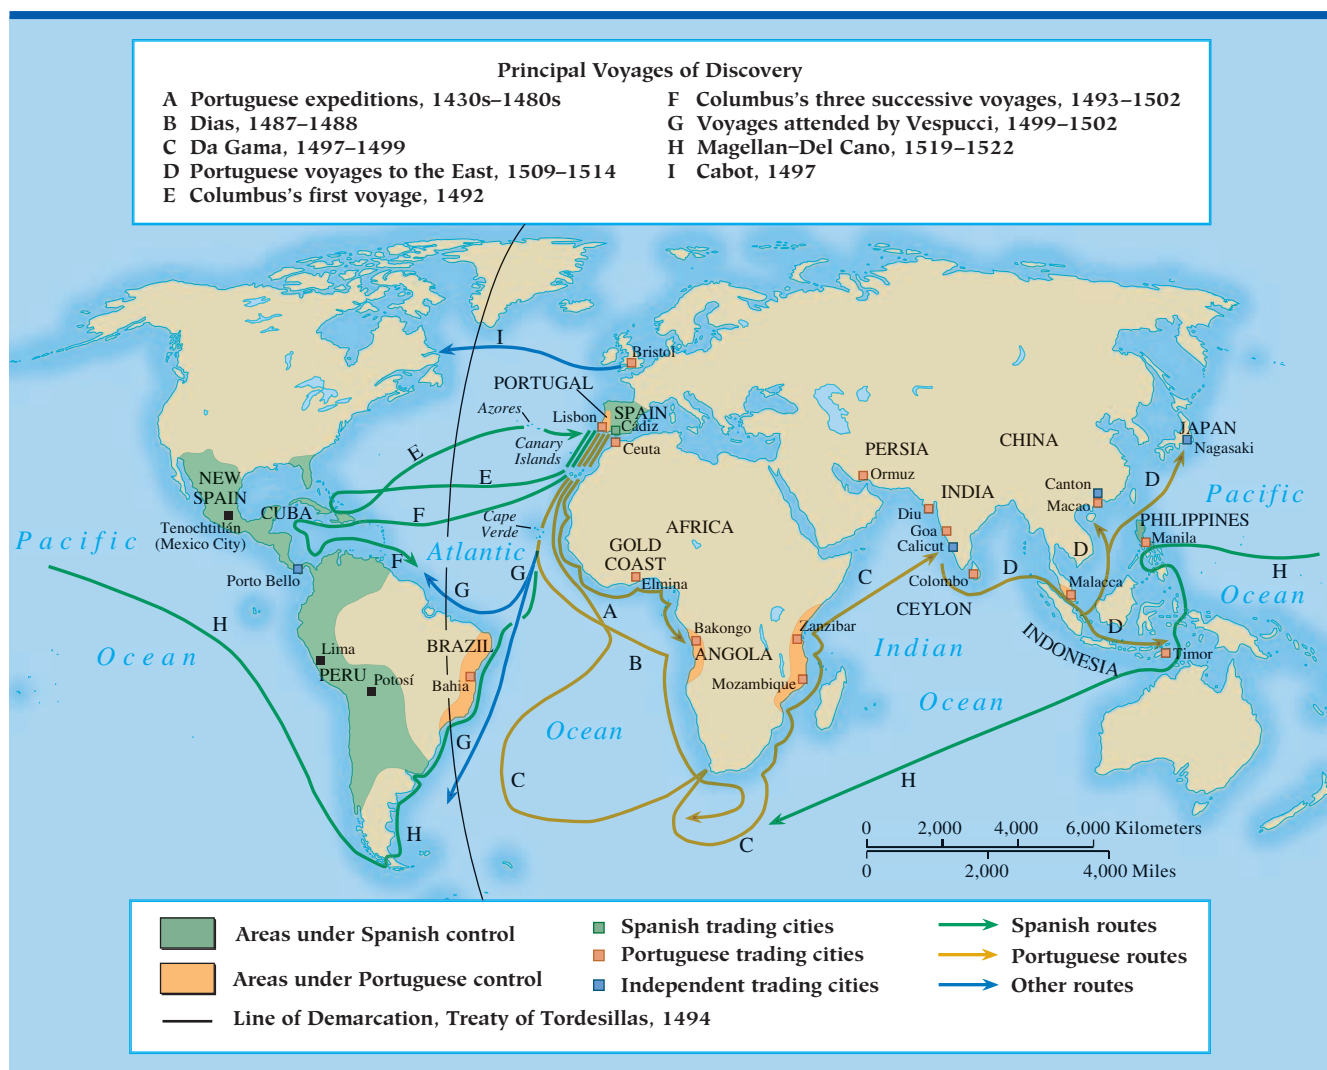 Principal Voyages of Discovery
A Portuguese expeditions, 1430s–1480s
B Dias, 1487–1488
C Da Gama, 1497–1499
D Portuguese voyages to the East, 1509–1514
E Columbus's first voyage, 1492
F Columbus's three successive voyages, 1493–1502
G Voyages attended by Vespucci, 1499–1502
H Magellan–Del Cano, 1519–1522
I Cabot, 1497
I
Bristol
PORTUGAL
Azores
Lisbon
SPAIN
Cádiz
Ceuta
Canary
Islands
E
E
F
NEW
SPAIN
CUBA
Tenochtitlán
(Mexico City)
Porto Bello
Pacific
Ocean
H
F
Atlantic
Ocean
Cape
Verde
G
G
AFRICA
GOLD
COAST
Elmina
A
B
C
Lima
PERU
Potosí
BRAZIL
Bahia
G
H
C
C
Bakongo
ANGOLA
Zanzibar
Mozambique
C
PERSIA
Ormuz
INDIA
Diu
Goa
Calicut
Colombo
CEYLON
CHINA
Canton
Macao
JAPAN
Nagasaki
D
D
D
D
PHILIPPINES
Manila
Malacca
INDONESIA
Timor
Pacific
Ocean
H
Indian
Ocean
H
0 2,000 4,000 6,000 Kilometers
0 2,000 4,000 Miles
Areas under Spanish control
Areas under Portuguese control
Line of Demarcation, Treaty of Tordesillas, 1494
Spanish trading cities
Portuguese trading cities
Independent trading cities
Spanish routes
Portuguese routes
Other routes